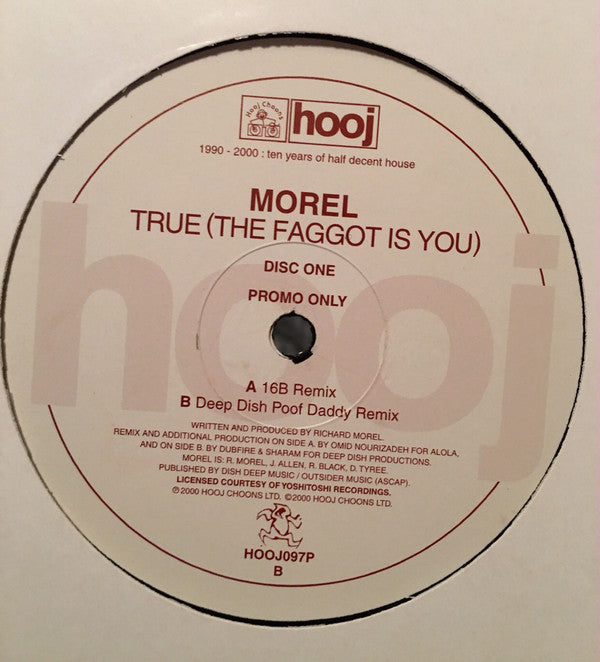 Hooj Choons
hooj
1990 - 2000 : ten years of half decent house
MOREL
TRUE (THE FAGGOT IS YOU)
DISC ONE
PROMO ONLY
hooj
A 16B Remix
B Deep Dish Poof Daddy Remix
WRITTEN AND PRODUCED BY RICHARD MOREL.
REMIX AND ADDITIONAL PRODUCTION ON SIDE A. BY OMID NOURIZADEH FOR ALOLA,
AND ON SIDE B. BY DUBFIRE & SHARAM FOR DEEP DISH PRODUCTIONS.
MOREL IS: R. MOREL, J. ALLEN, R. BLACK, D. TYREE.
PUBLISHED BY DISH DEEP MUSIC / OUTSIDER MUSIC (ASCAP).
LICENSED COURTESY OF YOSHITOSHI RECORDINGS.
℗2000 HOOJ CHOONS LTD. ©2000 HOOJ CHOONS LTD.
HOOJ097P
B